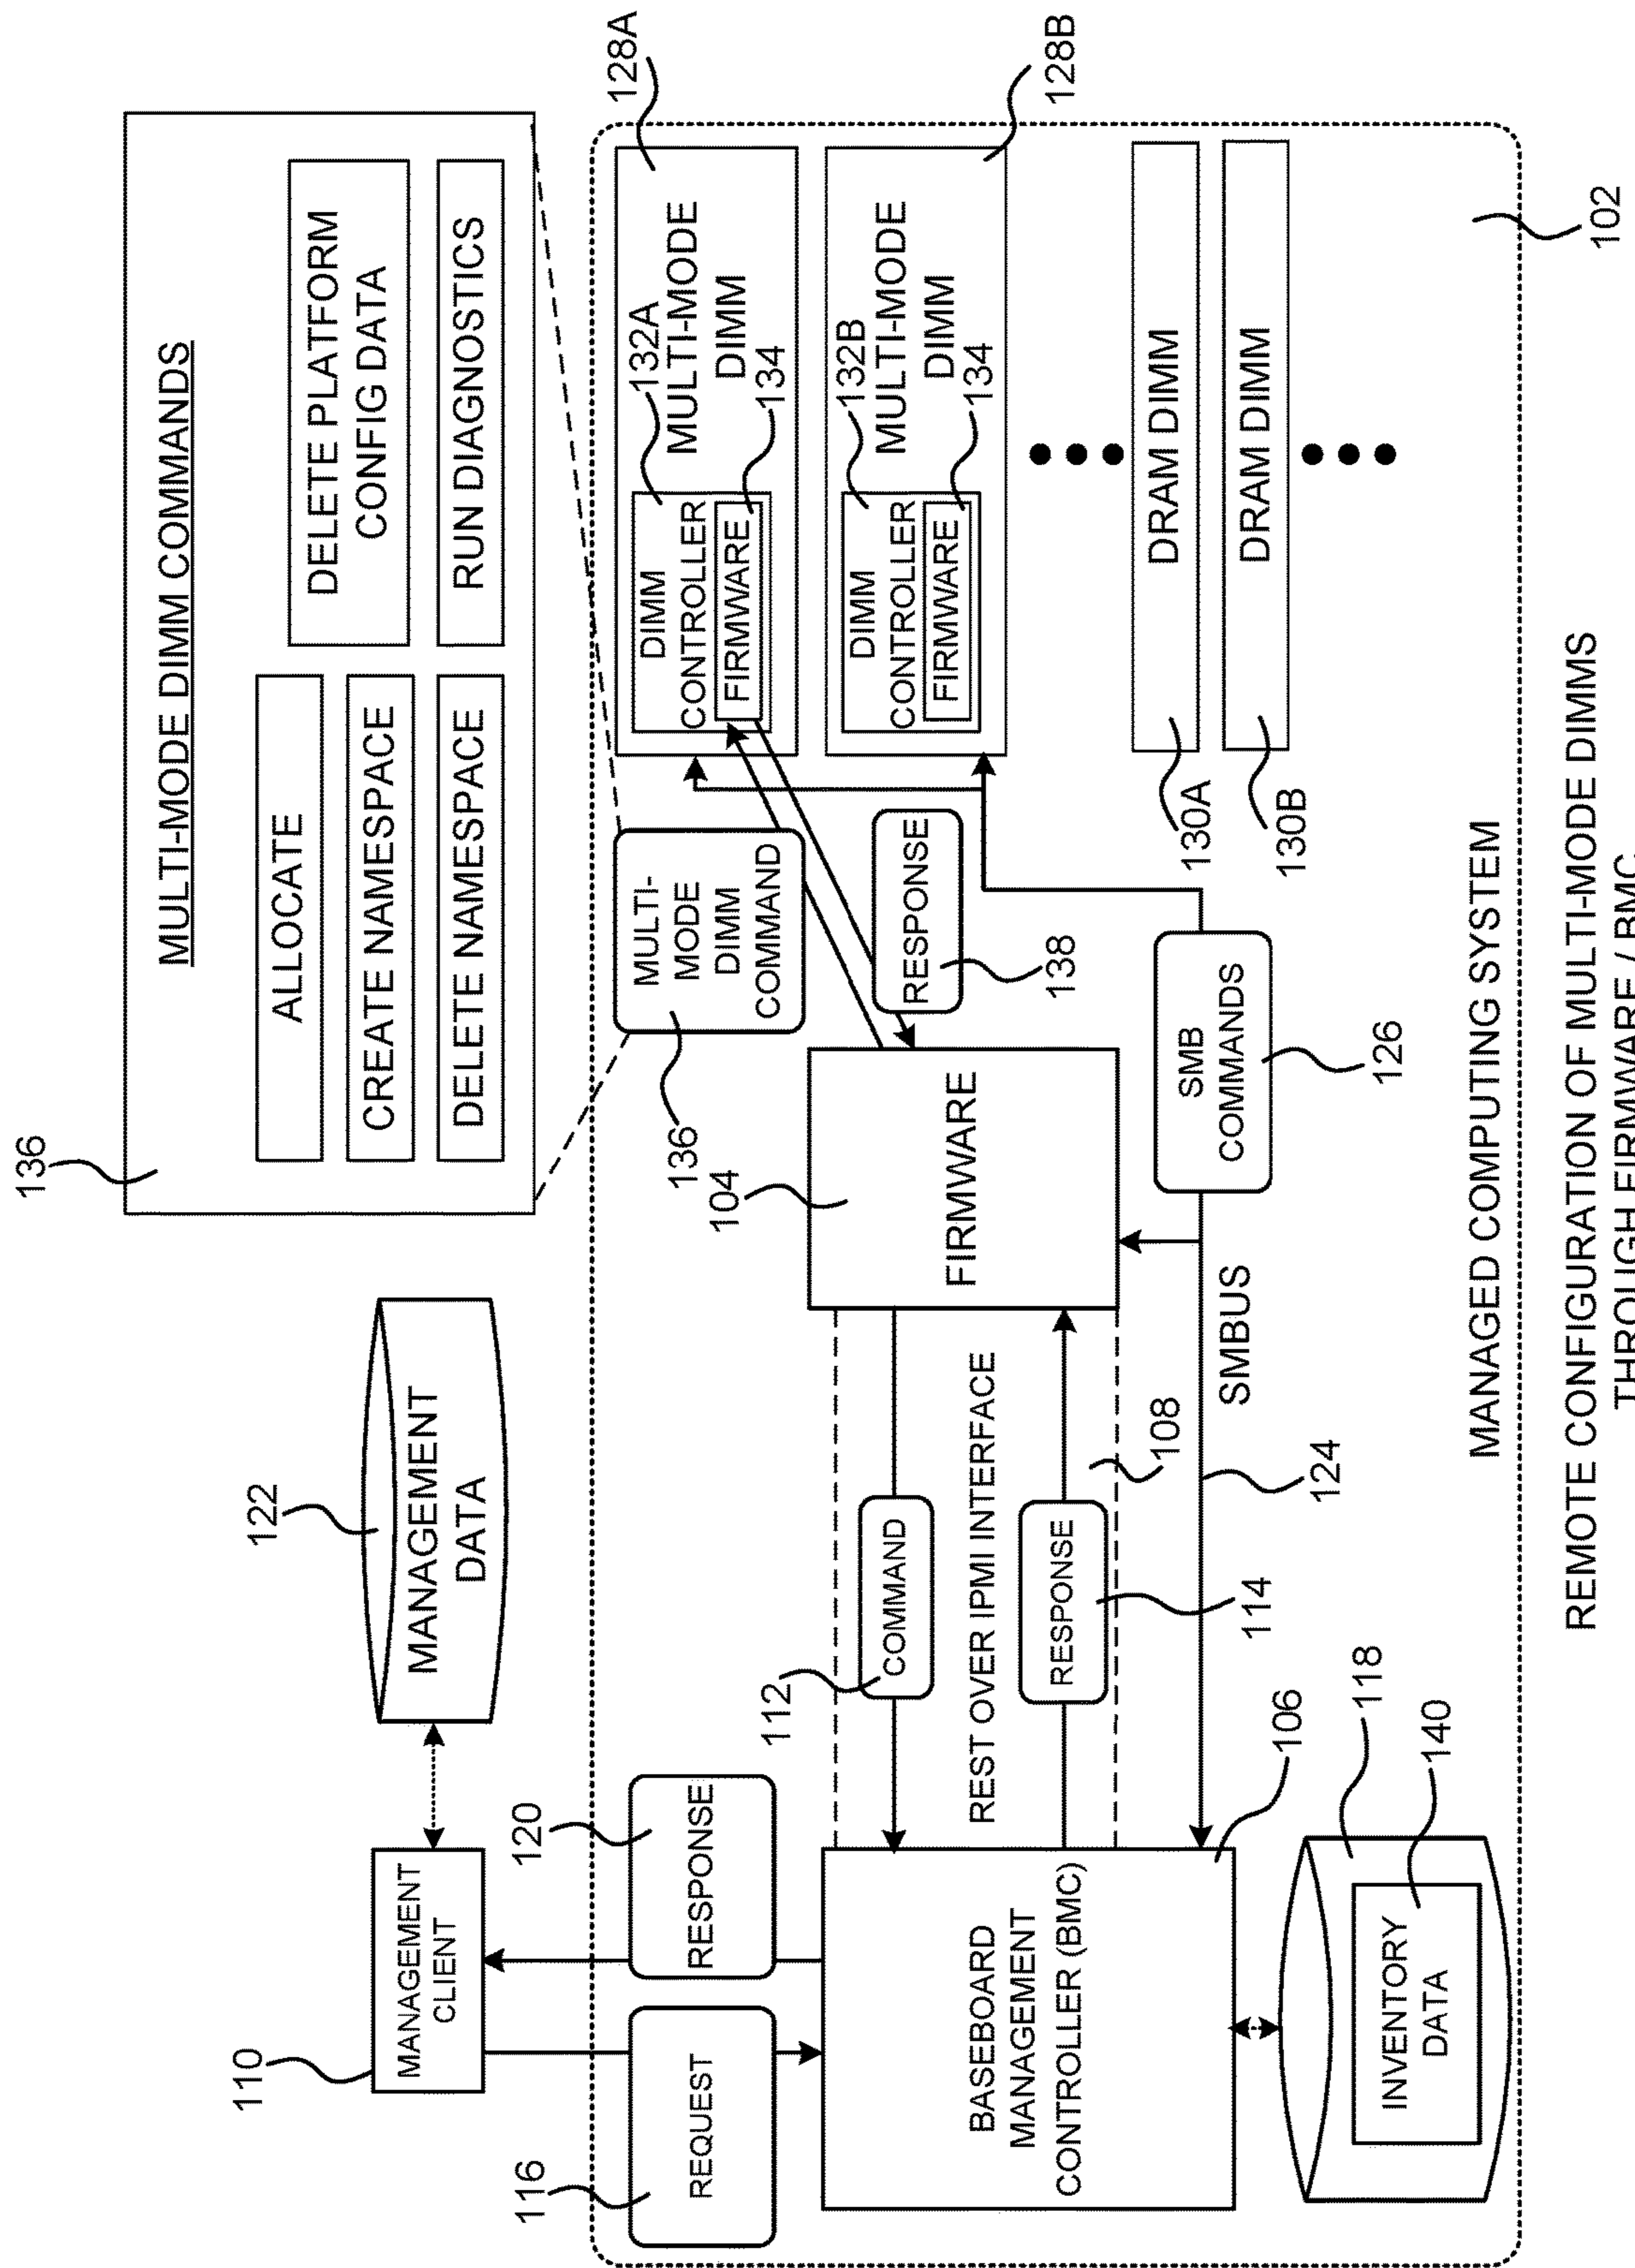 136
MULTI-MODE DIMM COMMANDS
ALLOCATE
CREATE NAMESPACE
DELETE NAMESPACE
DELETE PLATFORM
CONFIG DATA
RUN DIAGNOSTICS
110
MANAGEMENT
CLIENT
122
MANAGEMENT
DATA
116
REQUEST
120
RESPONSE
BASEBOARD
MANAGEMENT
CONTROLLER (BMC)
106
112
COMMAND
REST OVER IPMI INTERFACE
RESPONSE
114
108
104
FIRMWARE
136
MULTI-
MODE
DIMM
COMMAND
RESPONSE
138
SMBUS
124
SMB
COMMANDS
126
128A
DIMM
CONTROLLER
FIRMWARE
132A
MULTI-MODE
DIMM
134
128B
DIMM
CONTROLLER
FIRMWARE
132B
MULTI-MODE
DIMM
134
130A
DRAM DIMM
130B
DRAM DIMM
118
INVENTORY
DATA
140
MANAGED COMPUTING SYSTEM
102
REMOTE CONFIGURATION OF MULTI-MODE DIMMS
THROUGH FIRMWARE / BMC